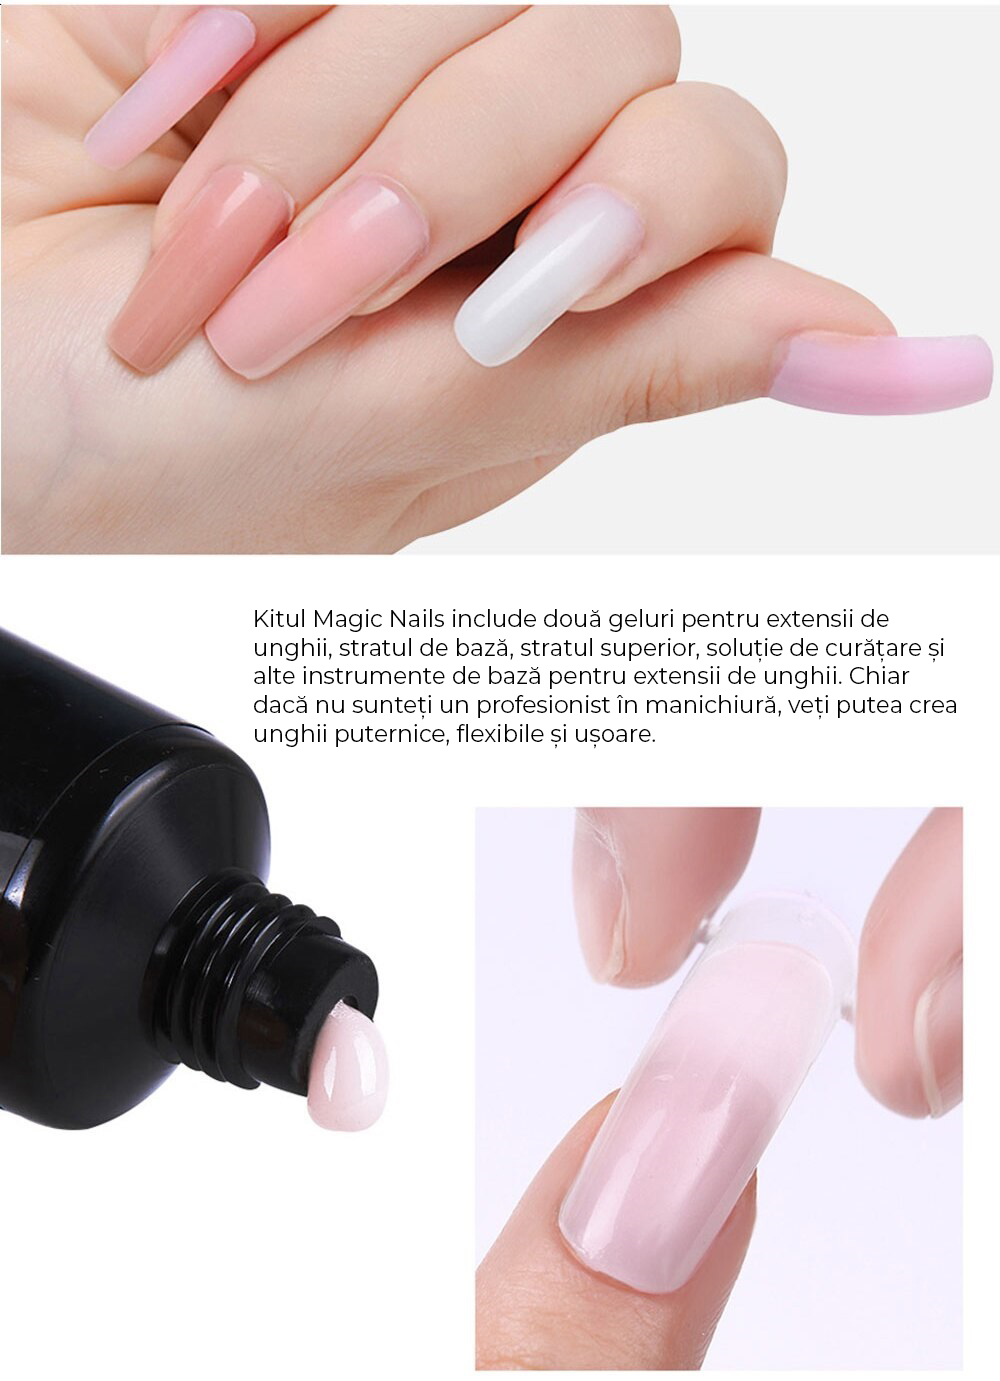 Kitul Magic Nails include două geluri pentru extensii de
unghii, stratul de bază, stratul superior, soluție de curățare și
alte instrumente de bază pentru extensii de unghii. Chiar
dacă nu sunteți un profesionist în manichiură, veți putea crea
unghii puternice, flexibile și ușoare.